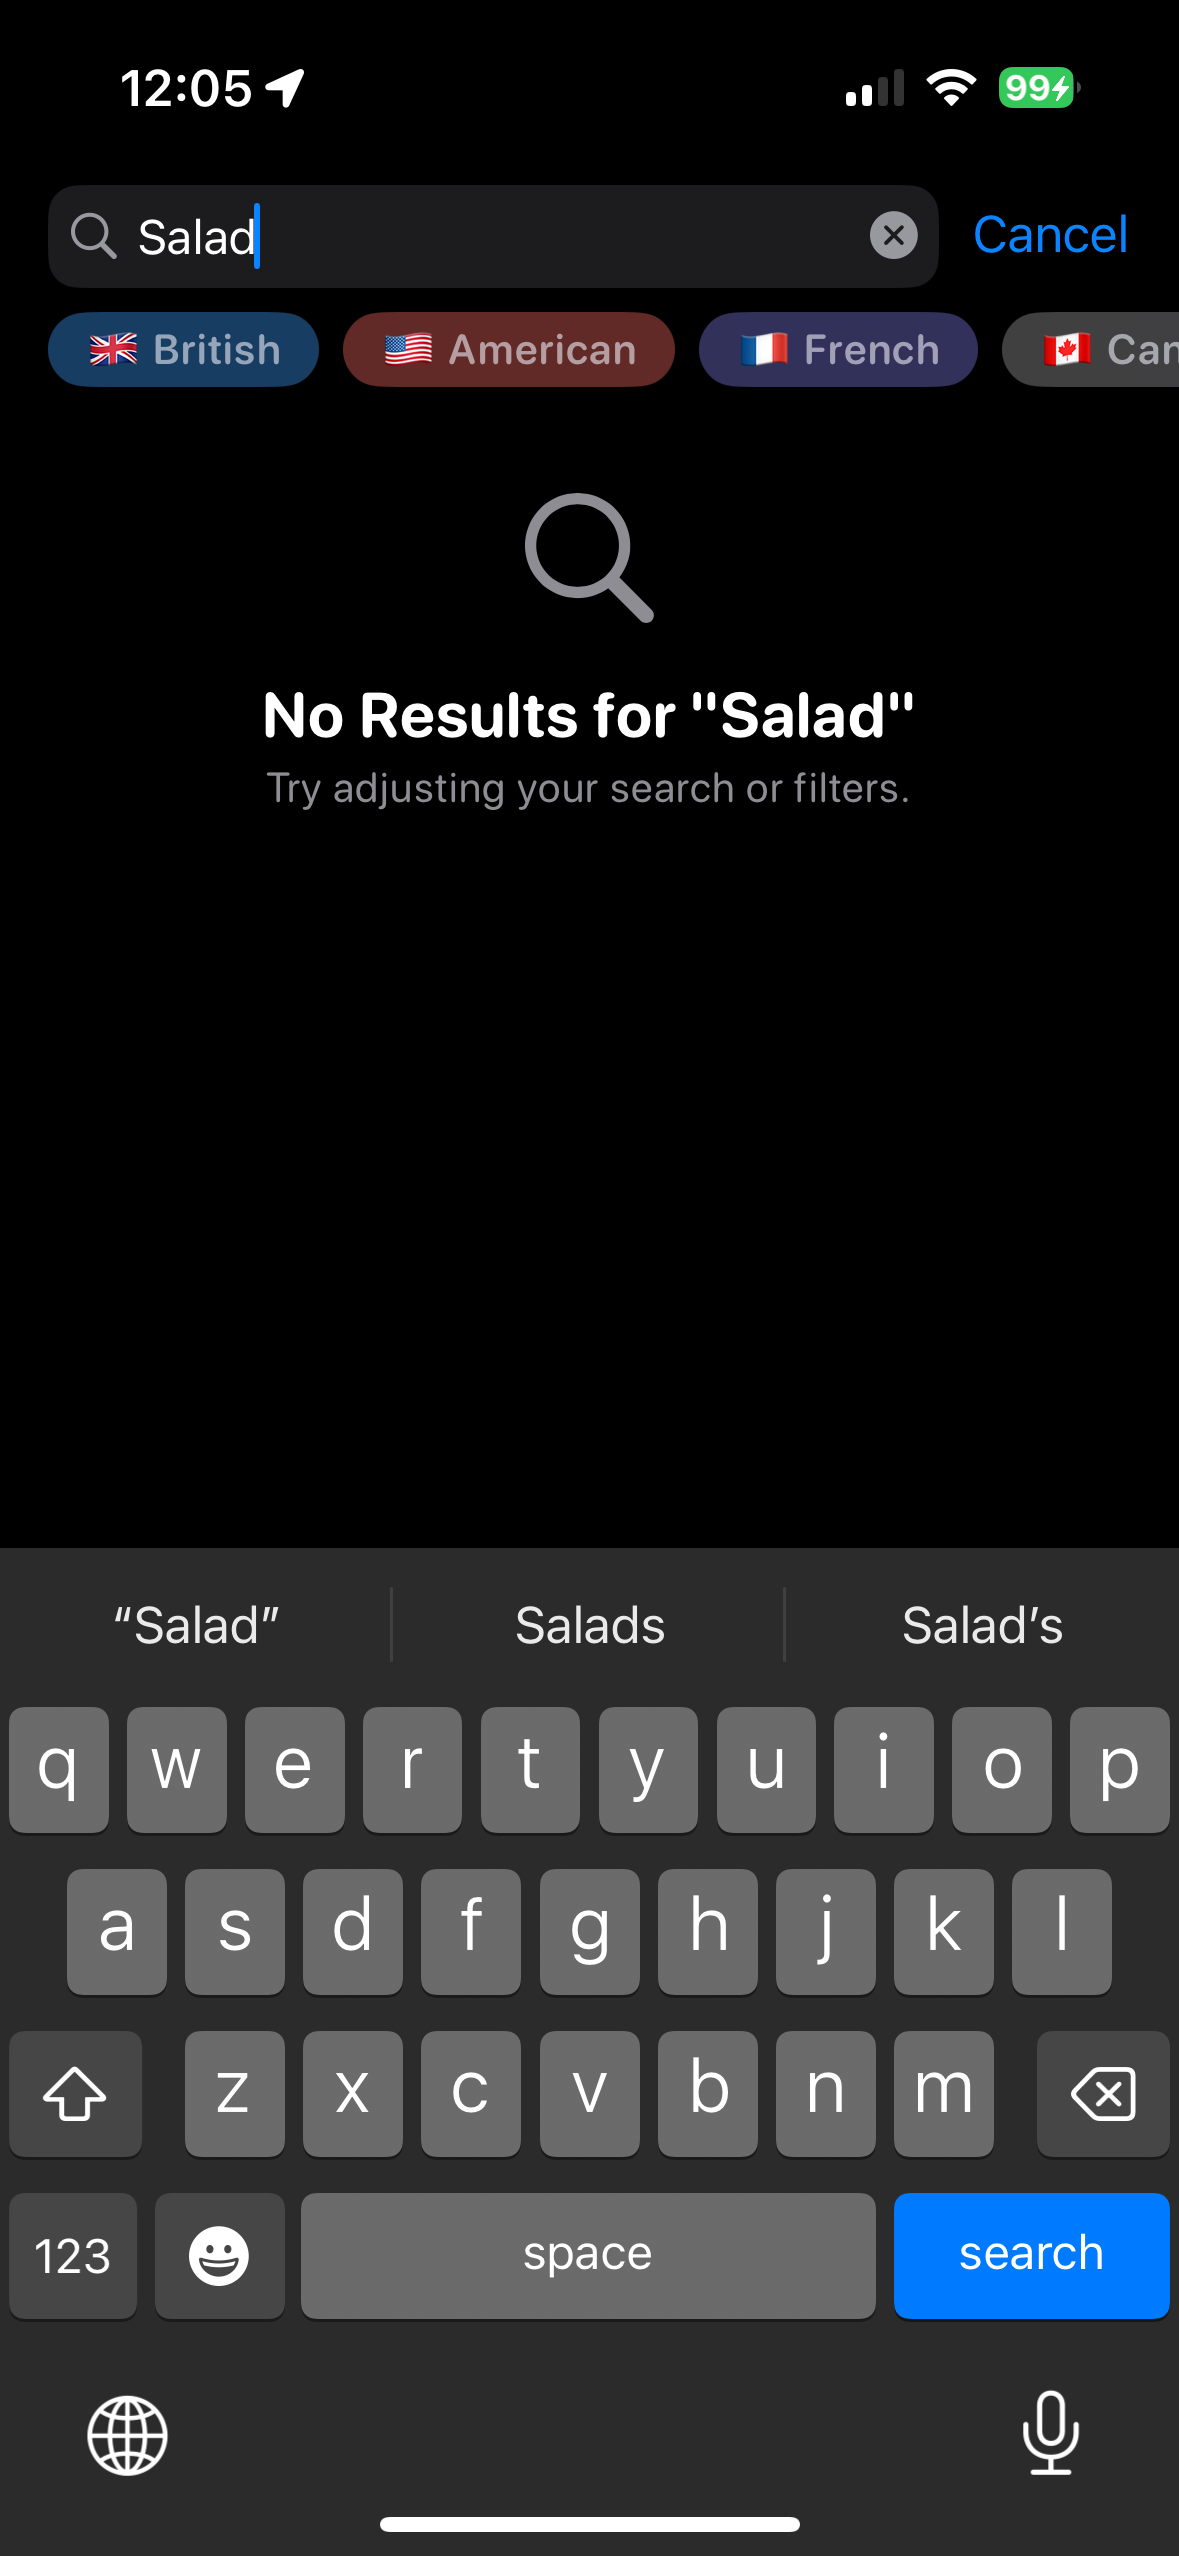 12:05
99
Salad
Cancel
British
American
French
Can
No Results for "Salad"
Try adjusting your search or filters.
“Salad”
Salads
Salad’s
q w e r t y u i o p
a s d f g h j k l
z x c v b n m
123
space
search